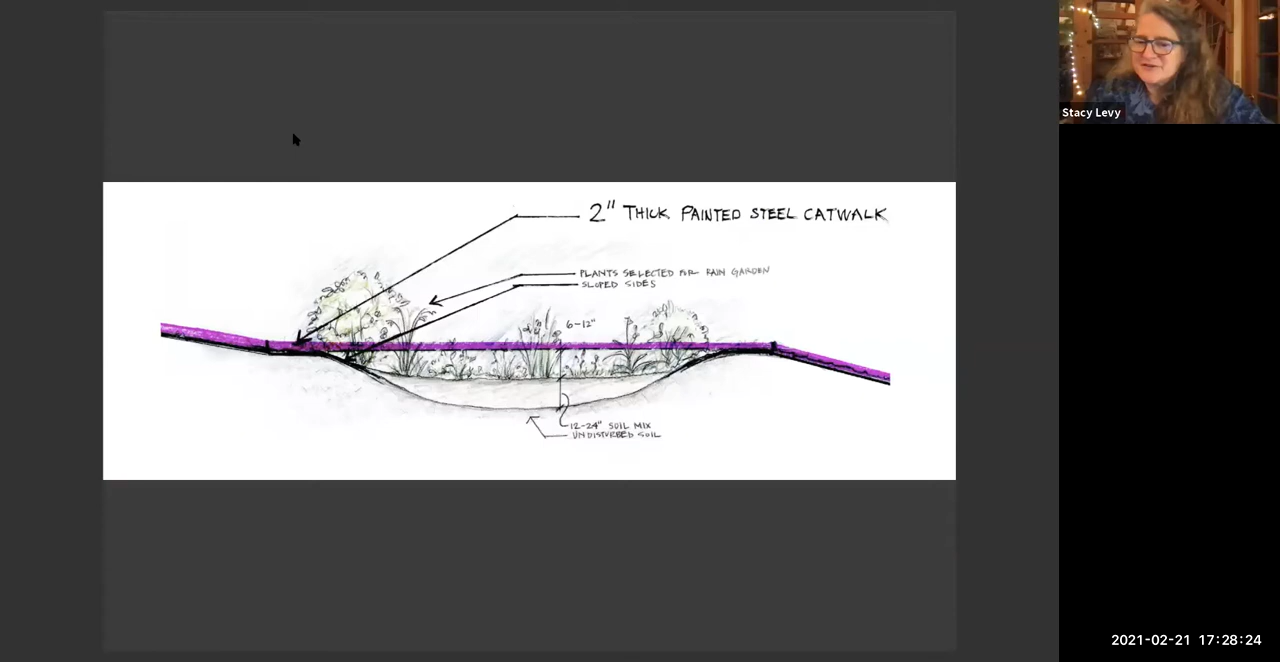 Stacy Levy
2" THICK PAINTED STEEL CATWALK
PLANTS SELECTED FOR RAIN GARDEN
SLOPED SIDES
6-12"
12-24" SOIL MIX
UNDISTURBED SOIL
2021-02-21 17:28:24